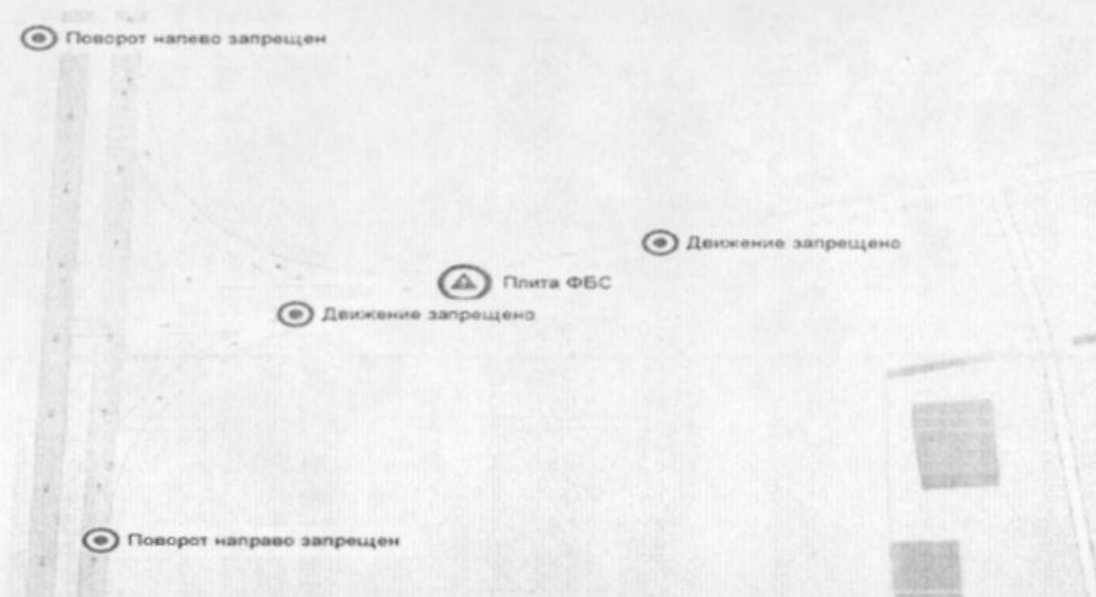 Поворот налево запрещен
Движение запрещено
Плита ФБС
Движение запрещено
Поворот направо запрещен